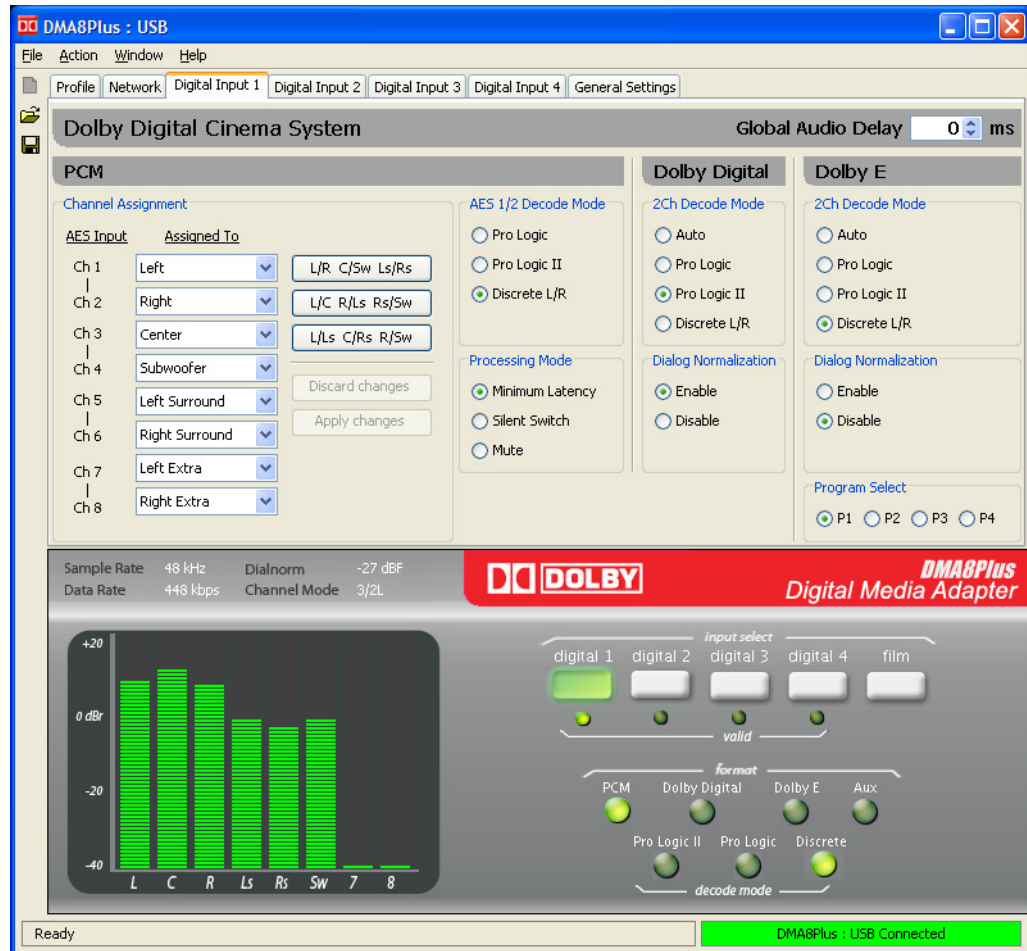 DMA8Plus : USB
File Action Window Help
Profile Network Digital Input 1 Digital Input 2 Digital Input 3 Digital Input 4 General Settings
Dolby Digital Cinema System Global Audio Delay 0 ms
PCM Dolby Digital Dolby E
Channel Assignment AES 1/2 Decode Mode 2Ch Decode Mode 2Ch Decode Mode
AES Input Assigned To Pro Logic Auto Auto
Ch 1 Left L/R C/Sw Ls/Rs Pro Logic II Pro Logic Pro Logic
Ch 2 Right L/C R/Ls Rs/Sw Discrete L/R Pro Logic II Pro Logic II
Ch 3 Center L/Ls C/Rs R/Sw Discrete L/R Discrete L/R
Ch 4 Subwoofer Processing Mode Dialog Normalization Dialog Normalization
Discard changes Minimum Latency Enable Enable
Ch 5 Left Surround
Apply changes Silent Switch Disable Disable
Ch 6 Right Surround Mute
Ch 7 Left Extra
Program Select
Ch 8 Right Extra
P1 P2 P3 P4
Sample Rate 48 kHz Dialnorm -27 dBF
Data Rate 448 kbps Channel Mode 3/2L
DOLBY
DMA8Plus
Digital Media Adapter
+20
0 dBr
-20
-40
L C R Ls Rs Sw 7 8
input select
digital 1 digital 2 digital 3 digital 4 film
valid
format
PCM Dolby Digital Dolby E Aux
Pro Logic II Pro Logic Discrete
decode mode
Ready DMA8Plus : USB Connected